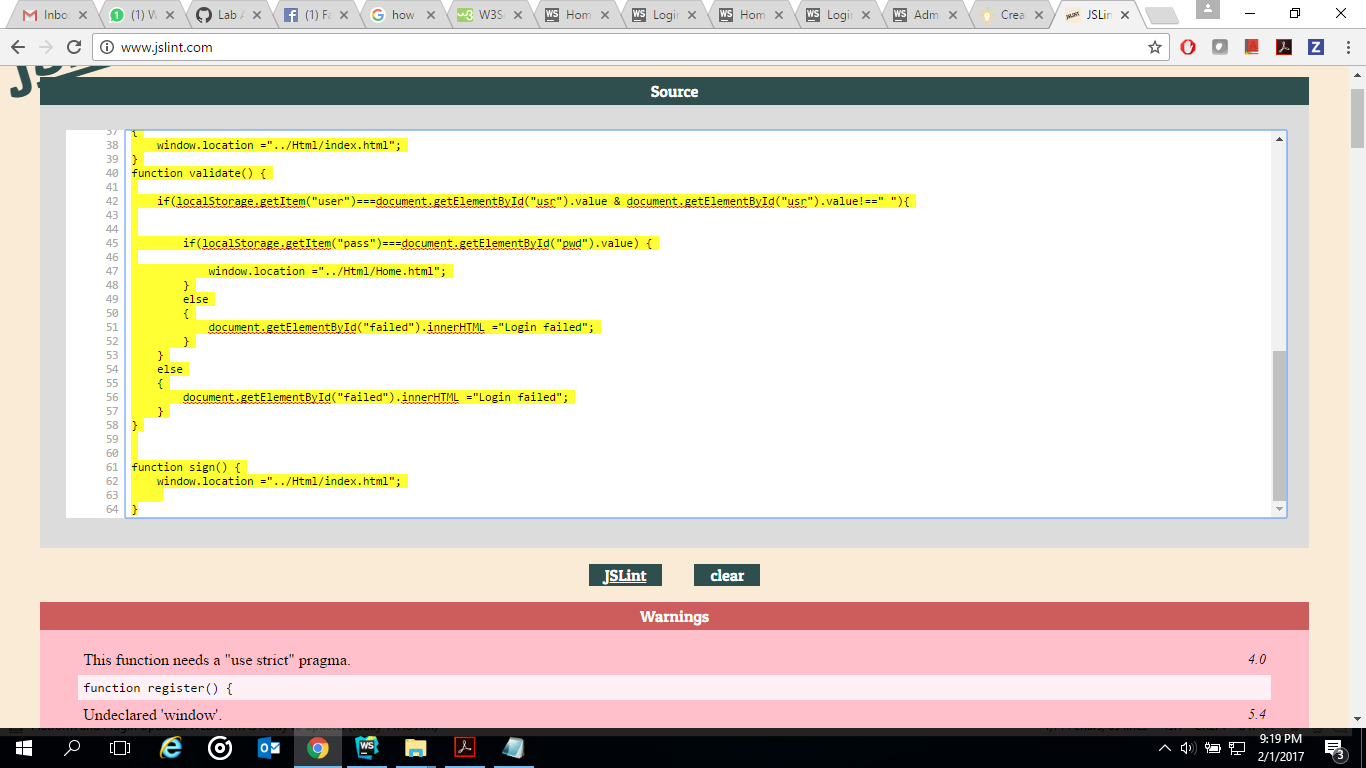 Inbo
(1) W
Lab A
(1) Fa
how
W3S
Hom
Logi
Hom
Logi
Adm
Crea
JSLin
www.jslint.com
Source
37 {
38 window.location ="../Html/index.html";
39 }
40 function validate() {
41
42 if(localStorage.getItem("user")===document.getElementById("usr").value & document.getElementById("usr").value!==" "){
43
44
45 if(localStorage.getItem("pass")===document.getElementById("pwd").value) {
46
47 window.location ="../Html/Home.html";
48 }
49 else
50 {
51 document.getElementById("failed").innerHTML ="Login failed";
52 }
53 }
54 else
55 {
56 document.getElementById("failed").innerHTML ="Login failed";
57 }
58 }
59
60
61 function sign() {
62 window.location ="../Html/index.html";
63
64 }
JSLint clear
Warnings
This function needs a "use strict" pragma. 4.0
function register() {
Undeclared 'window'. 5.4
9:19 PM
2/1/2017
3